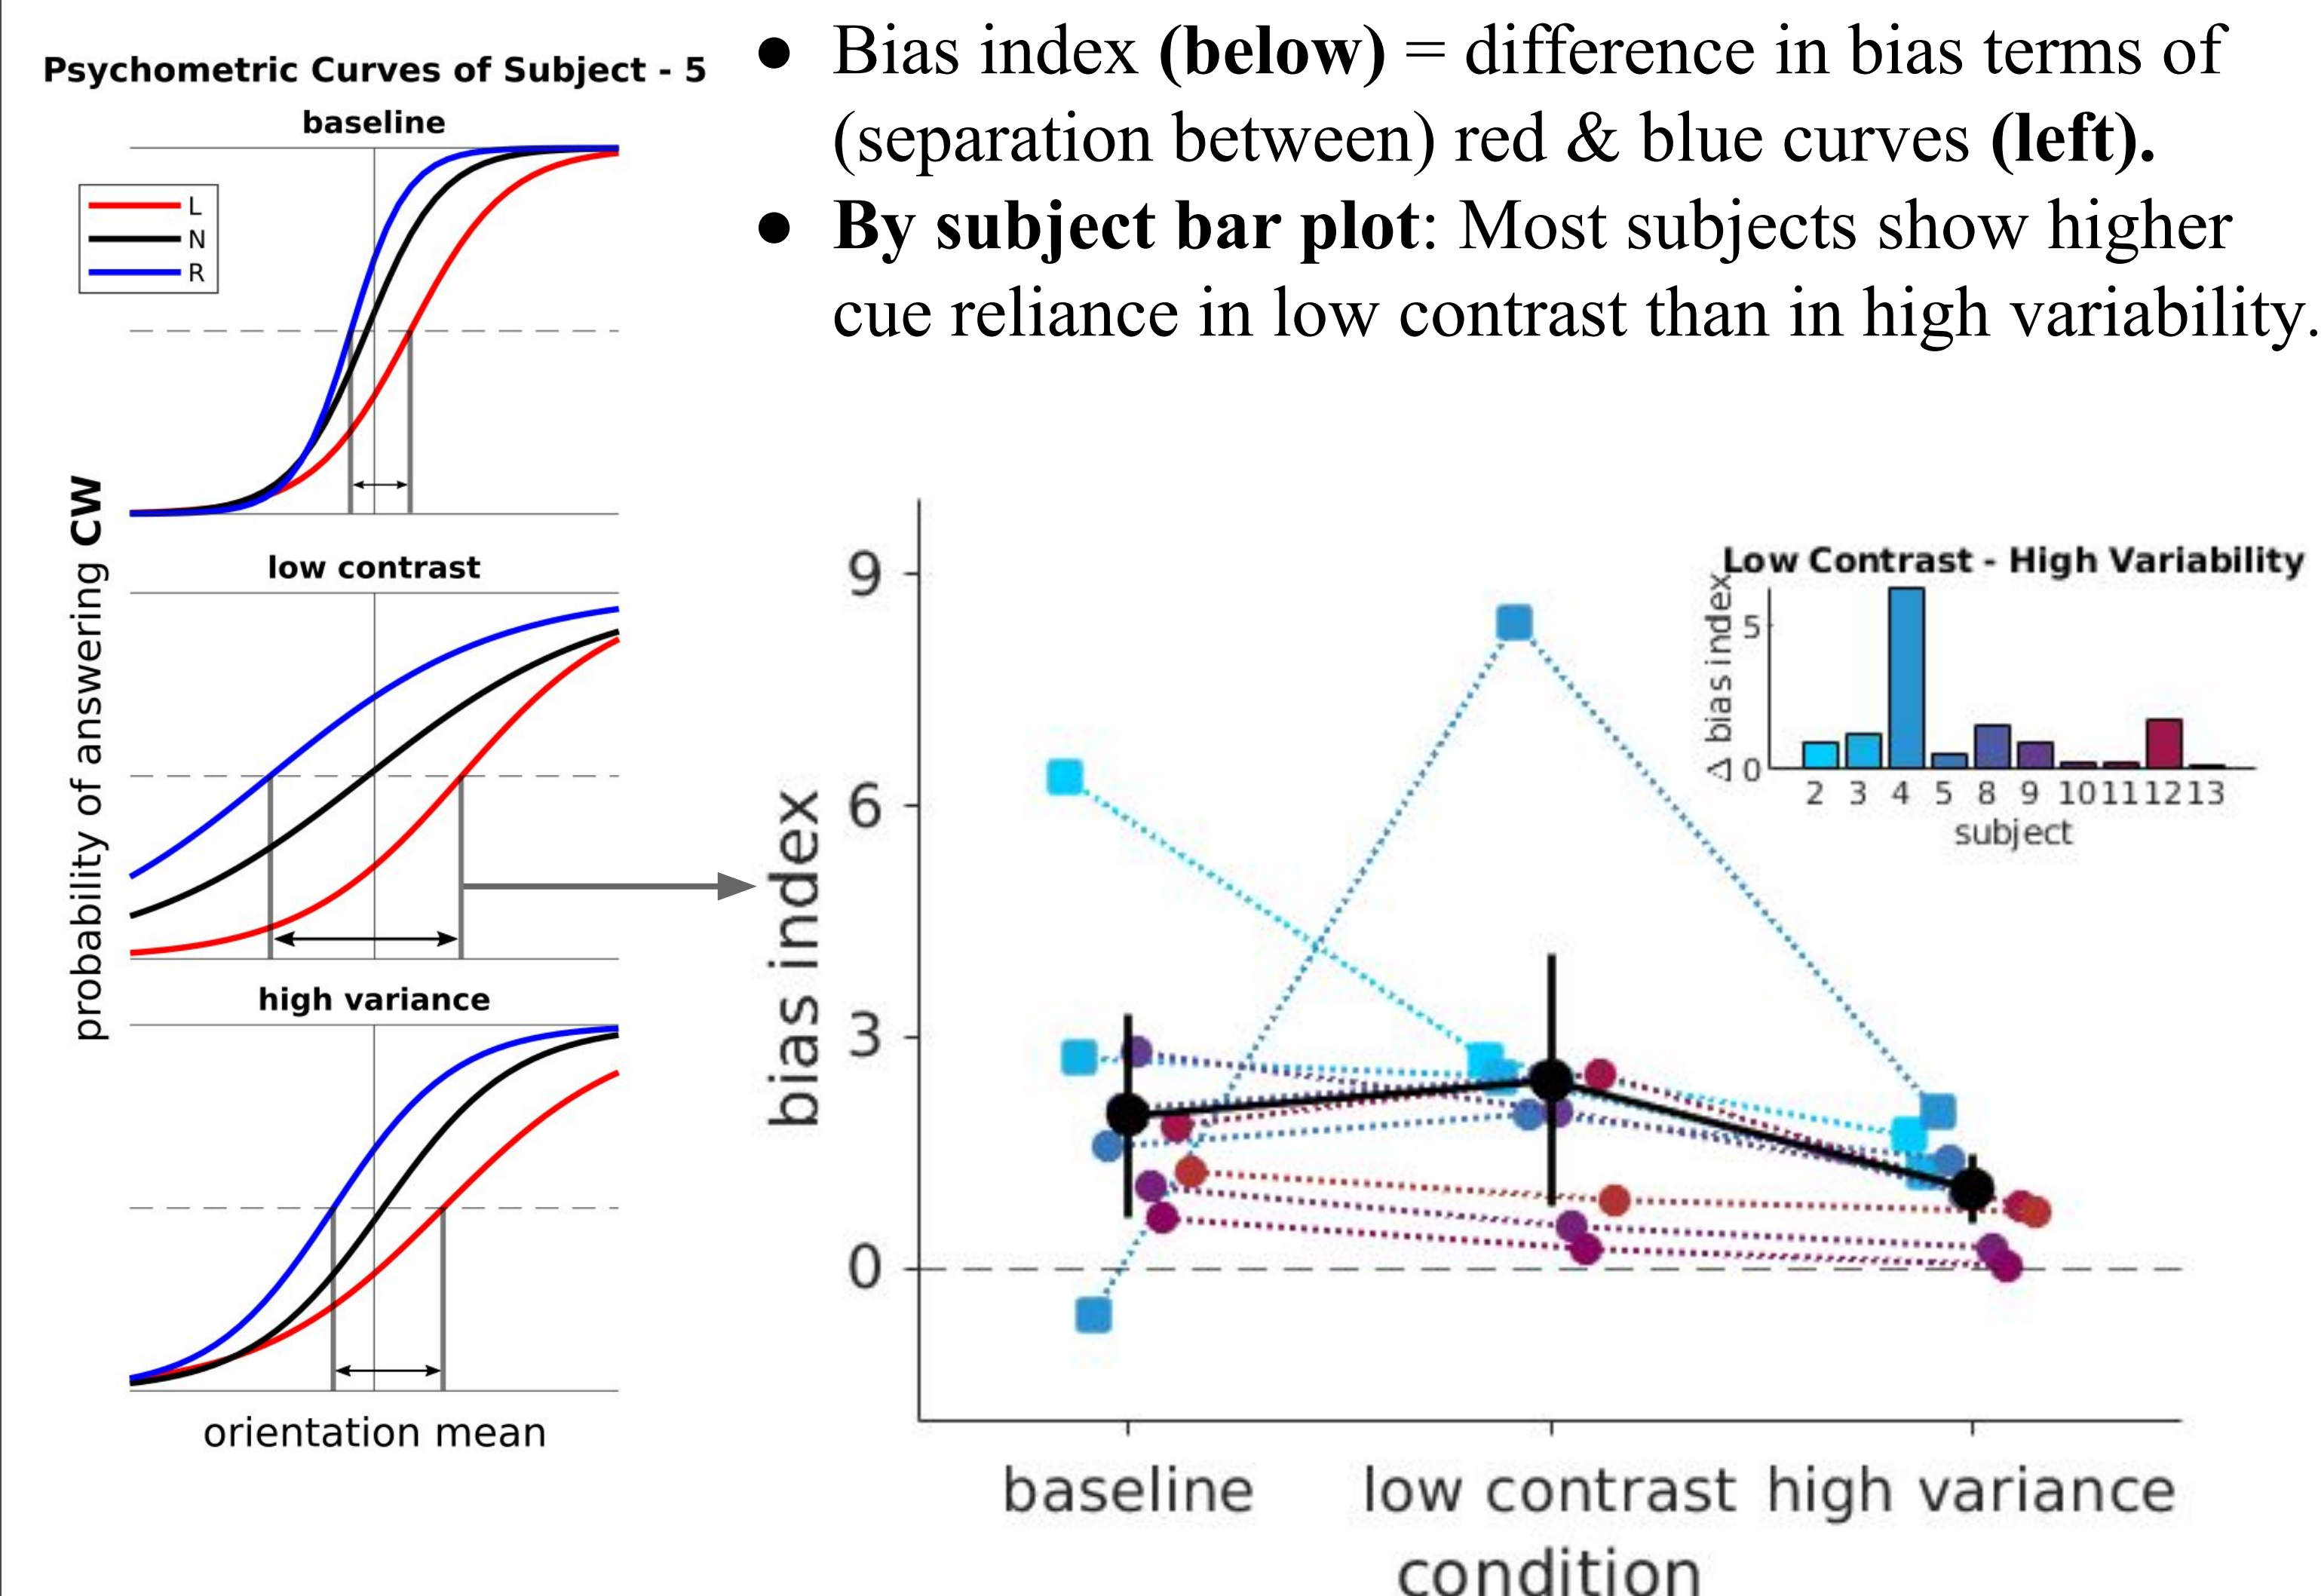 Psychometric Curves of Subject - 5
baseline
L
N
R
low contrast
high variance
probability of answering CW
orientation mean
● Bias index (below) = difference in bias terms of
(separation between) red & blue curves (left).
● By subject bar plot: Most subjects show higher
cue reliance in low contrast than in high variability.
bias index
9
6
3
0
baseline low contrast high variance
condition
Low Contrast - High Variability
Δ bias index
5
0
2 3 4 5 8 9 10 11 12 13
subject